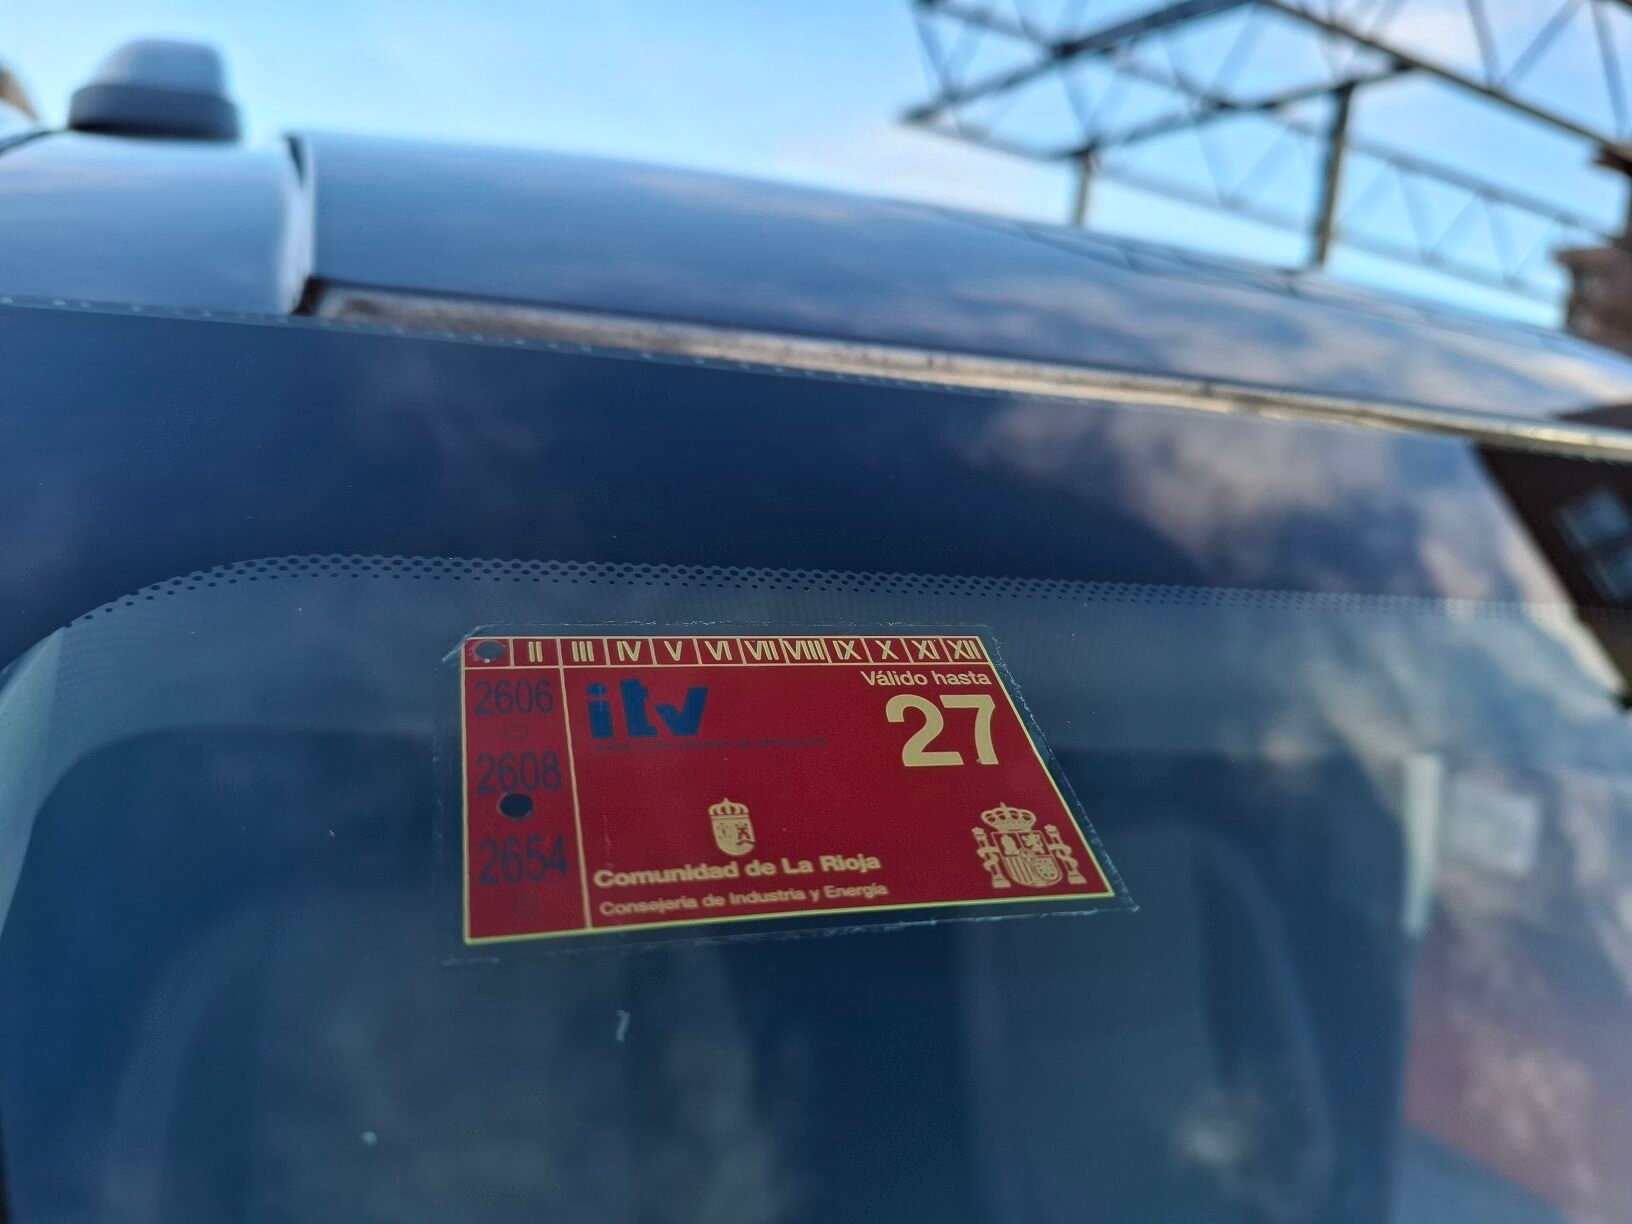 II III IV V VI VII VIII IX X XI XII
2606
2608
2654
itv
Válido hasta
27
Comunidad de La Rioja
Consejería de Industria y Energía